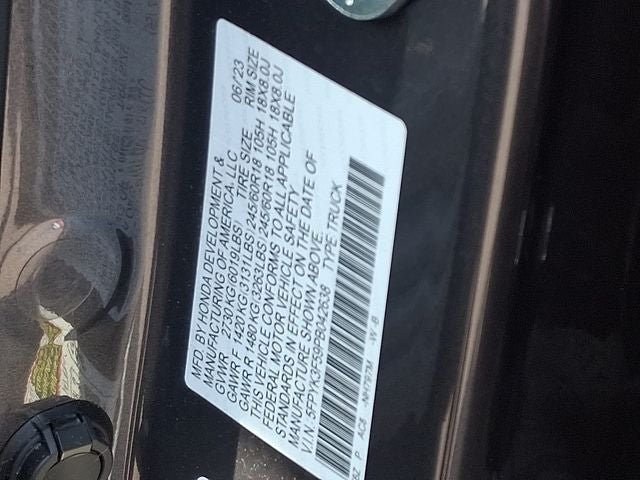 MFD. BY HONDA DEVELOPMENT &
MANUFACTURING OF AMERICA, LLC 06/23
GVWR 2730 KG(6019LBS) TIRE SIZE RIM SIZE
GAWR F 1420 KG(3131LBS)245/60R18 105H 18X8.0J
GAWR R 1480 KG(3263LBS)245/60R18 105H 18X8.0J
THIS VEHICLE CONFORMS TO ALL APPLICABLE
FEDERAL MOTOR VEHICLE SAFETY
STANDARDS IN EFFECT ON THE DATE OF
MANUFACTURE SHOWN ABOVE.
V.I.N. 5FPYK3F59PB042538 TYPE TRUCK
P AG8 NH797M -W -B